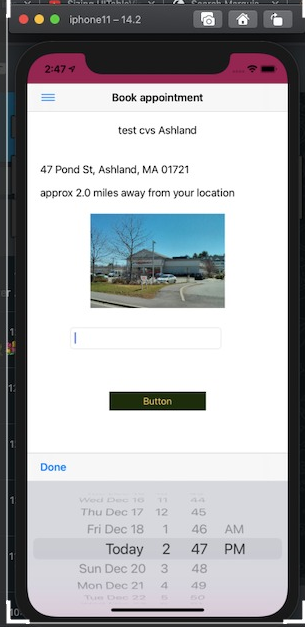 iphone11 – 14.2
2:47
Book appointment
test cvs Ashland
47 Pond St, Ashland, MA 01721
approx 2.0 miles away from your location
Button
Done
Wed Dec 16 11 44
Thu Dec 17 12 45
Fri Dec 18 1 46 AM
Today 2 47 PM
Sun Dec 20 3 48
Mon Dec 21 4 49
Tue Dec 22 5 50